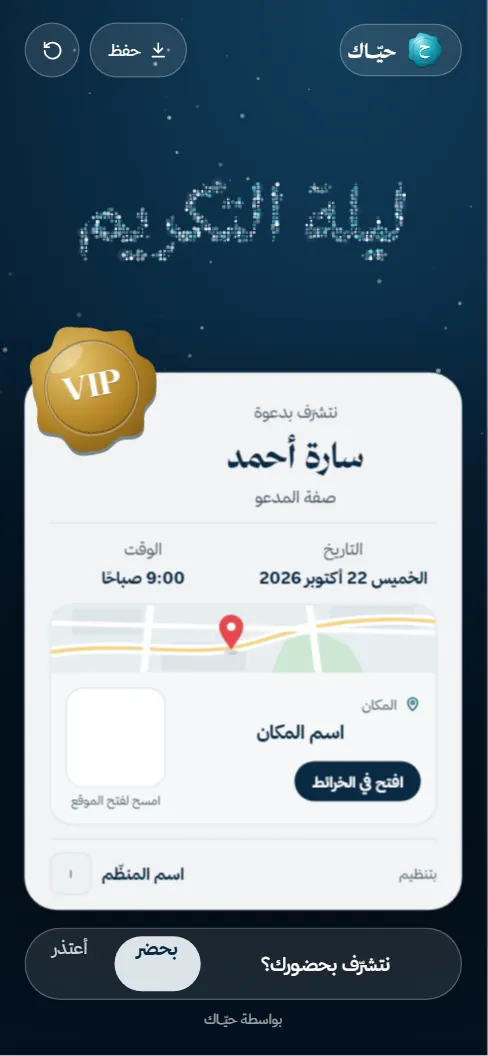 حيّاك
حفظ
ليلة التكريم
VIP
نتشرّف بدعوة
سارة أحمد
صفة المدعو
التاريخ
الوقت
الخميس 22 أكتوبر 2026
9:00 صباحًا
المكان
اسم المكان
افتح في الخرائط
امسح لفتح الموقع
بتنظيم
اسم المنظّم
ا
نتشرّف بحضورك؟
بحضر
أعتذر
بواسطة حيّاك